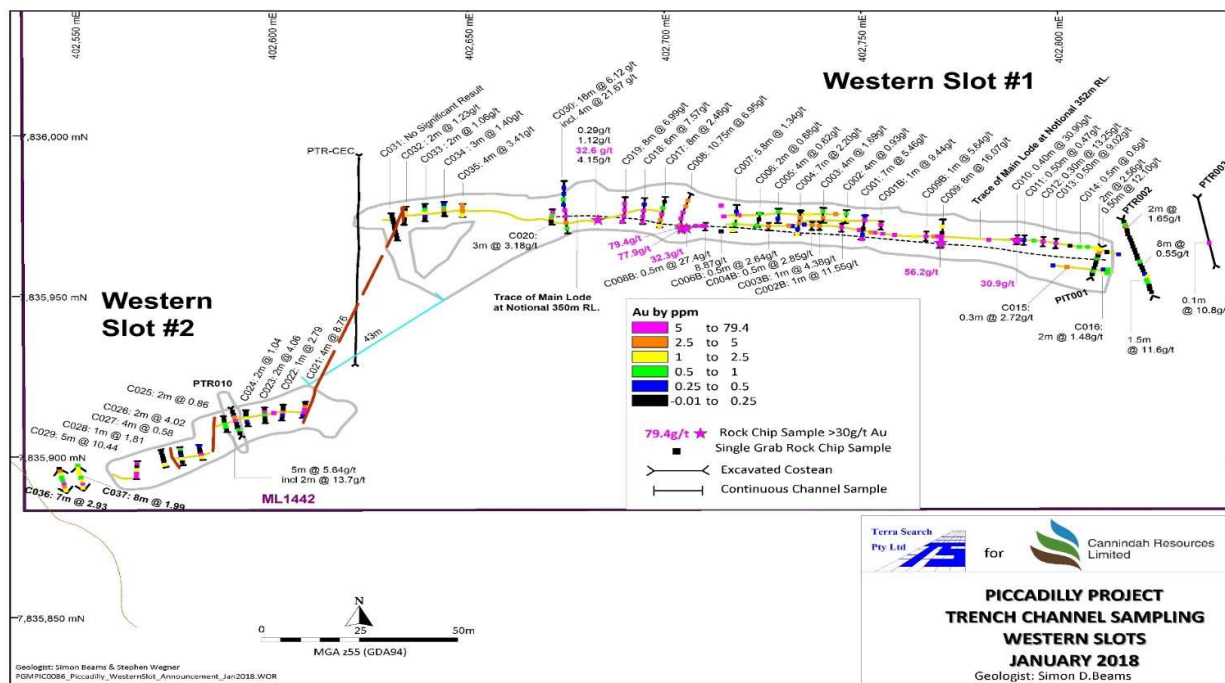 402,550 mE
402,600 mE
402,650 mE
402,700 mE
402,750 mE
402,800 mE
Western Slot #1
7,836,000 mN
7,835,950 mN
7,835,900 mN
7,835,850 mN
PTR-CEC
C031: No Significant Result
C032 : 2m @ 1.23g/t
C033 : 2m @ 1.06g/t
C034 : 3m @ 1.40g/t
C035: 4m @ 3.41g/t
C030: 16m @ 6.12 g/t
incl. 4m @ 21.67 g/t
0.29g/t
1.12g/t
32.6 g/t
4.15g/t
C019: 8m @ 6.99g/t
C018: 6m @ 7.57g/t
C017: 8m @ 2.46g/t
C008: 10.75m @ 6.95g/t
C007: 5.8m @ 1.34g/t
C006: 2m @ 0.68g/t
C005: 4m @ 0.62g/t
C004: 7m @ 2.20g/t
C003: 4m @ 1.69g/t
C002: 4m @ 0.93g/t
C001: 7m @ 5.46g/t
C001B: 1m @ 9.44g/t
C009B: 1m @ 5.64g/t
C009: 8m @ 16.07g/t
Trace of Main Lode at Notional 352m RL.
C010: 0.40m @ 30.90g/t
C011: 0.50m @ 0.47g/t
C012: 0.30m @ 13.25g/t
C013: 0.50m @ 9.02g/t
C014: 0.5m @ 0.6g/t
2m @ 2.56g/t
0.50m @ 12.10g/t
PTR002
PTR003
2m @
1.65g/t
8m @
0.55g/t
0.1m
@ 10.8g/t
1.5m
@ 11.6g/t
C020:
3m @ 3.18g/t
79.4g/t
77.9g/t
32.3g/t
C008B: 0.5m @ 27.4g/t
8.87g/t
C006B: 0.5m @ 2.64g/t
C004B: 0.5m @ 2.85g/t
C003B: 1m @ 4.38g/t
C002B: 1m @ 11.55g/t
56.2g/t
30.9g/t
C015:
0.3m @ 2.72g/t
PIT001
C016:
2m @ 1.48g/t
Trace of Main Lode
at Notional 350m RL.
43m
Western
Slot #2
PTR010
C024: 2m @ 1.04
C023: 2m @ 4.06
C022: 1m @ 2.79
C021: 4m @ 8.76
C025: 2m @ 0.86
C026: 2m @ 4.02
C027: 4m @ 0.58
C028: 1m @ 1.81
C029: 5m @ 10.44
5m @ 5.64g/t
incl 2m @ 13.7g/t
C037: 8m @ 1.99
C036: 7m @ 2.93
ML1442
Au by ppm
5 to 79.4
2.5 to 5
1 to 2.5
0.5 to 1
0.25 to 0.5
-0.01 to 0.25
79.4g/t Rock Chip Sample >30g/t Au
Single Grab Rock Chip Sample
Excavated Costean
Continuous Channel Sample
N
0 25 50m
MGA z55 (GDA94)
Geologist: Simon Beams & Stephen Wegner
PGMPIC0086_Piccadilly_WesternSlot_Announcement_Jan2018.WOR
Terra Search
Pty Ltd
TS
for
Cannindah Resources
Limited
PICCADILLY PROJECT
TRENCH CHANNEL SAMPLING
WESTERN SLOTS
JANUARY 2018
Geologist: Simon D.Beams